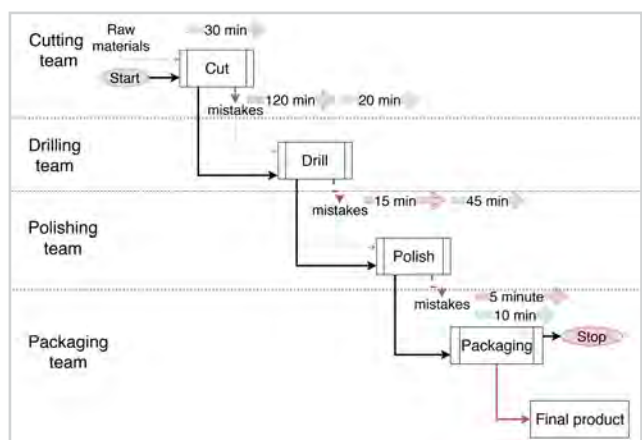 Cutting
team
Raw
materials
30 min
Start
Cut
mistakes
120 min
20 min
Drilling
team
Drill
mistakes
15 min
45 min
Polishing
team
Polish
mistakes
5 minute
10 min
Packaging
team
Packaging
Stop
Final product